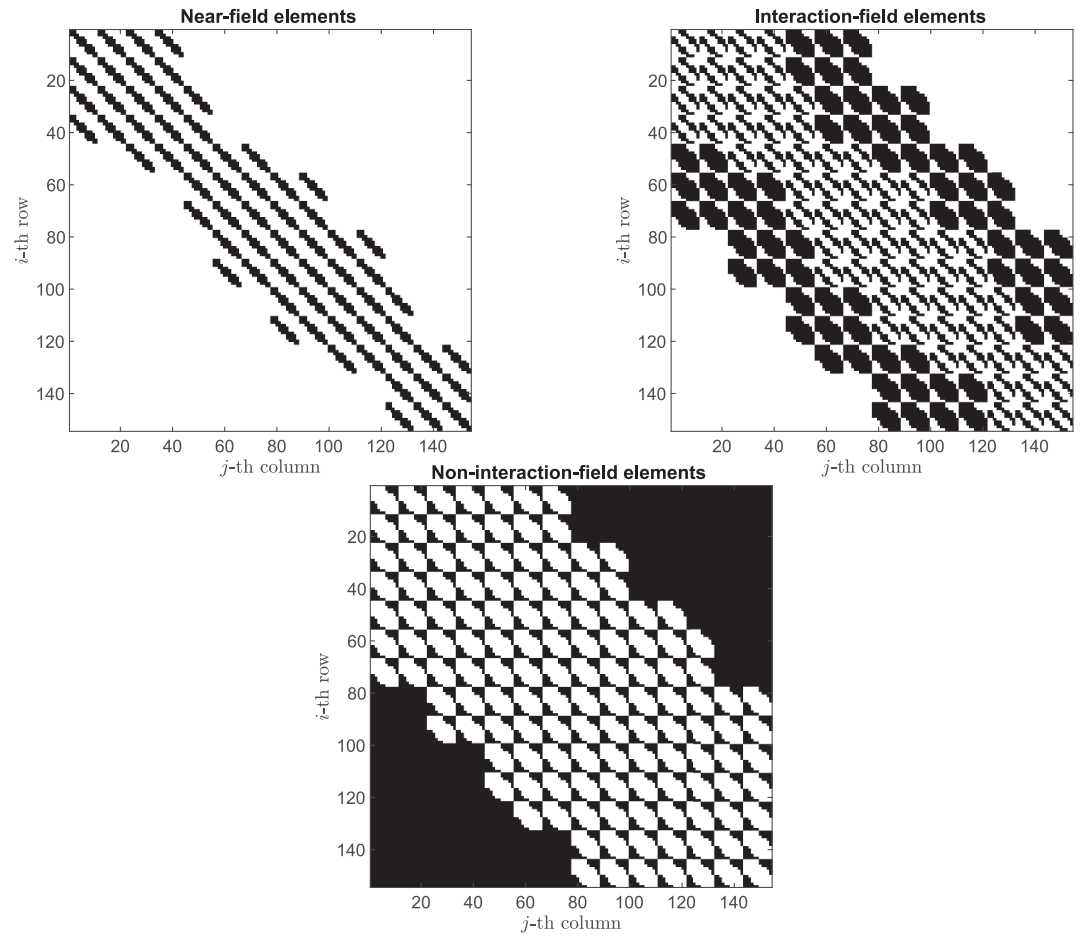 Near-field elements
20
40
60
80
100
120
140
i-th row
20 40 60 80 100 120 140
j-th column
Interaction-field elements
20
40
60
80
100
120
140
i-th row
20 40 60 80 100 120 140
j-th column
Non-interaction-field elements
20
40
60
80
100
120
140
i-th row
20 40 60 80 100 120 140
j-th column